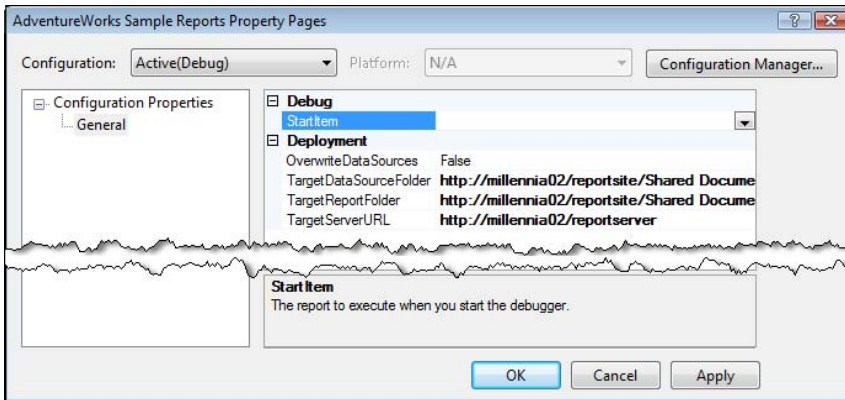 AdventureWorks Sample Reports Property Pages
Configuration: Active(Debug) Platform: N/A Configuration Manager...
Configuration Properties
General
Debug
StartItem
Deployment
OverwriteDataSources False
TargetDataSourceFolder http://millennia02/reportsite/Shared Docume
TargetReportFolder http://millennia02/reportsite/Shared Docume
TargetServerURL http://millennia02/reportserver
StartItem
The report to execute when you start the debugger.
OK Cancel Apply